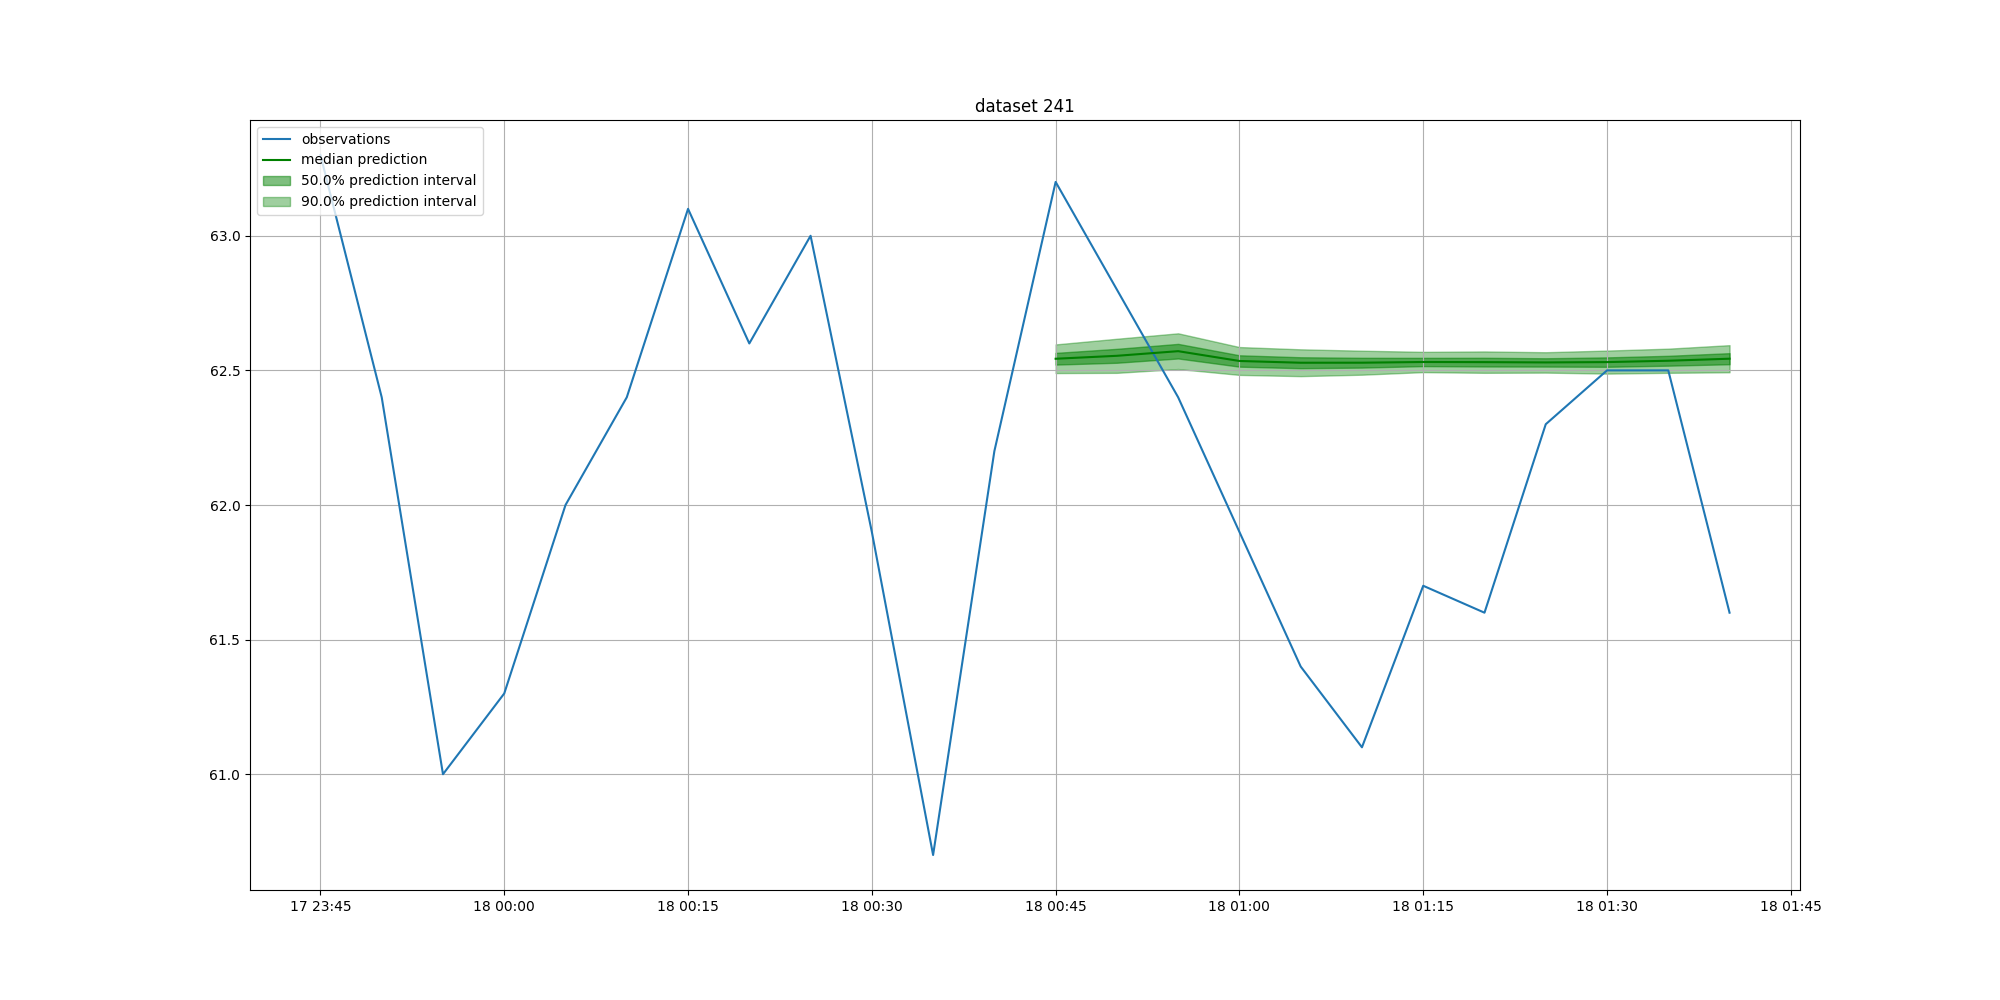 dataset 241
observations
median prediction
50.0% prediction interval
90.0% prediction interval
63.0
62.5
62.0
61.5
61.0
17 23:45 18 00:00 18 00:15 18 00:30 18 00:45 18 01:00 18 01:15 18 01:30 18 01:45